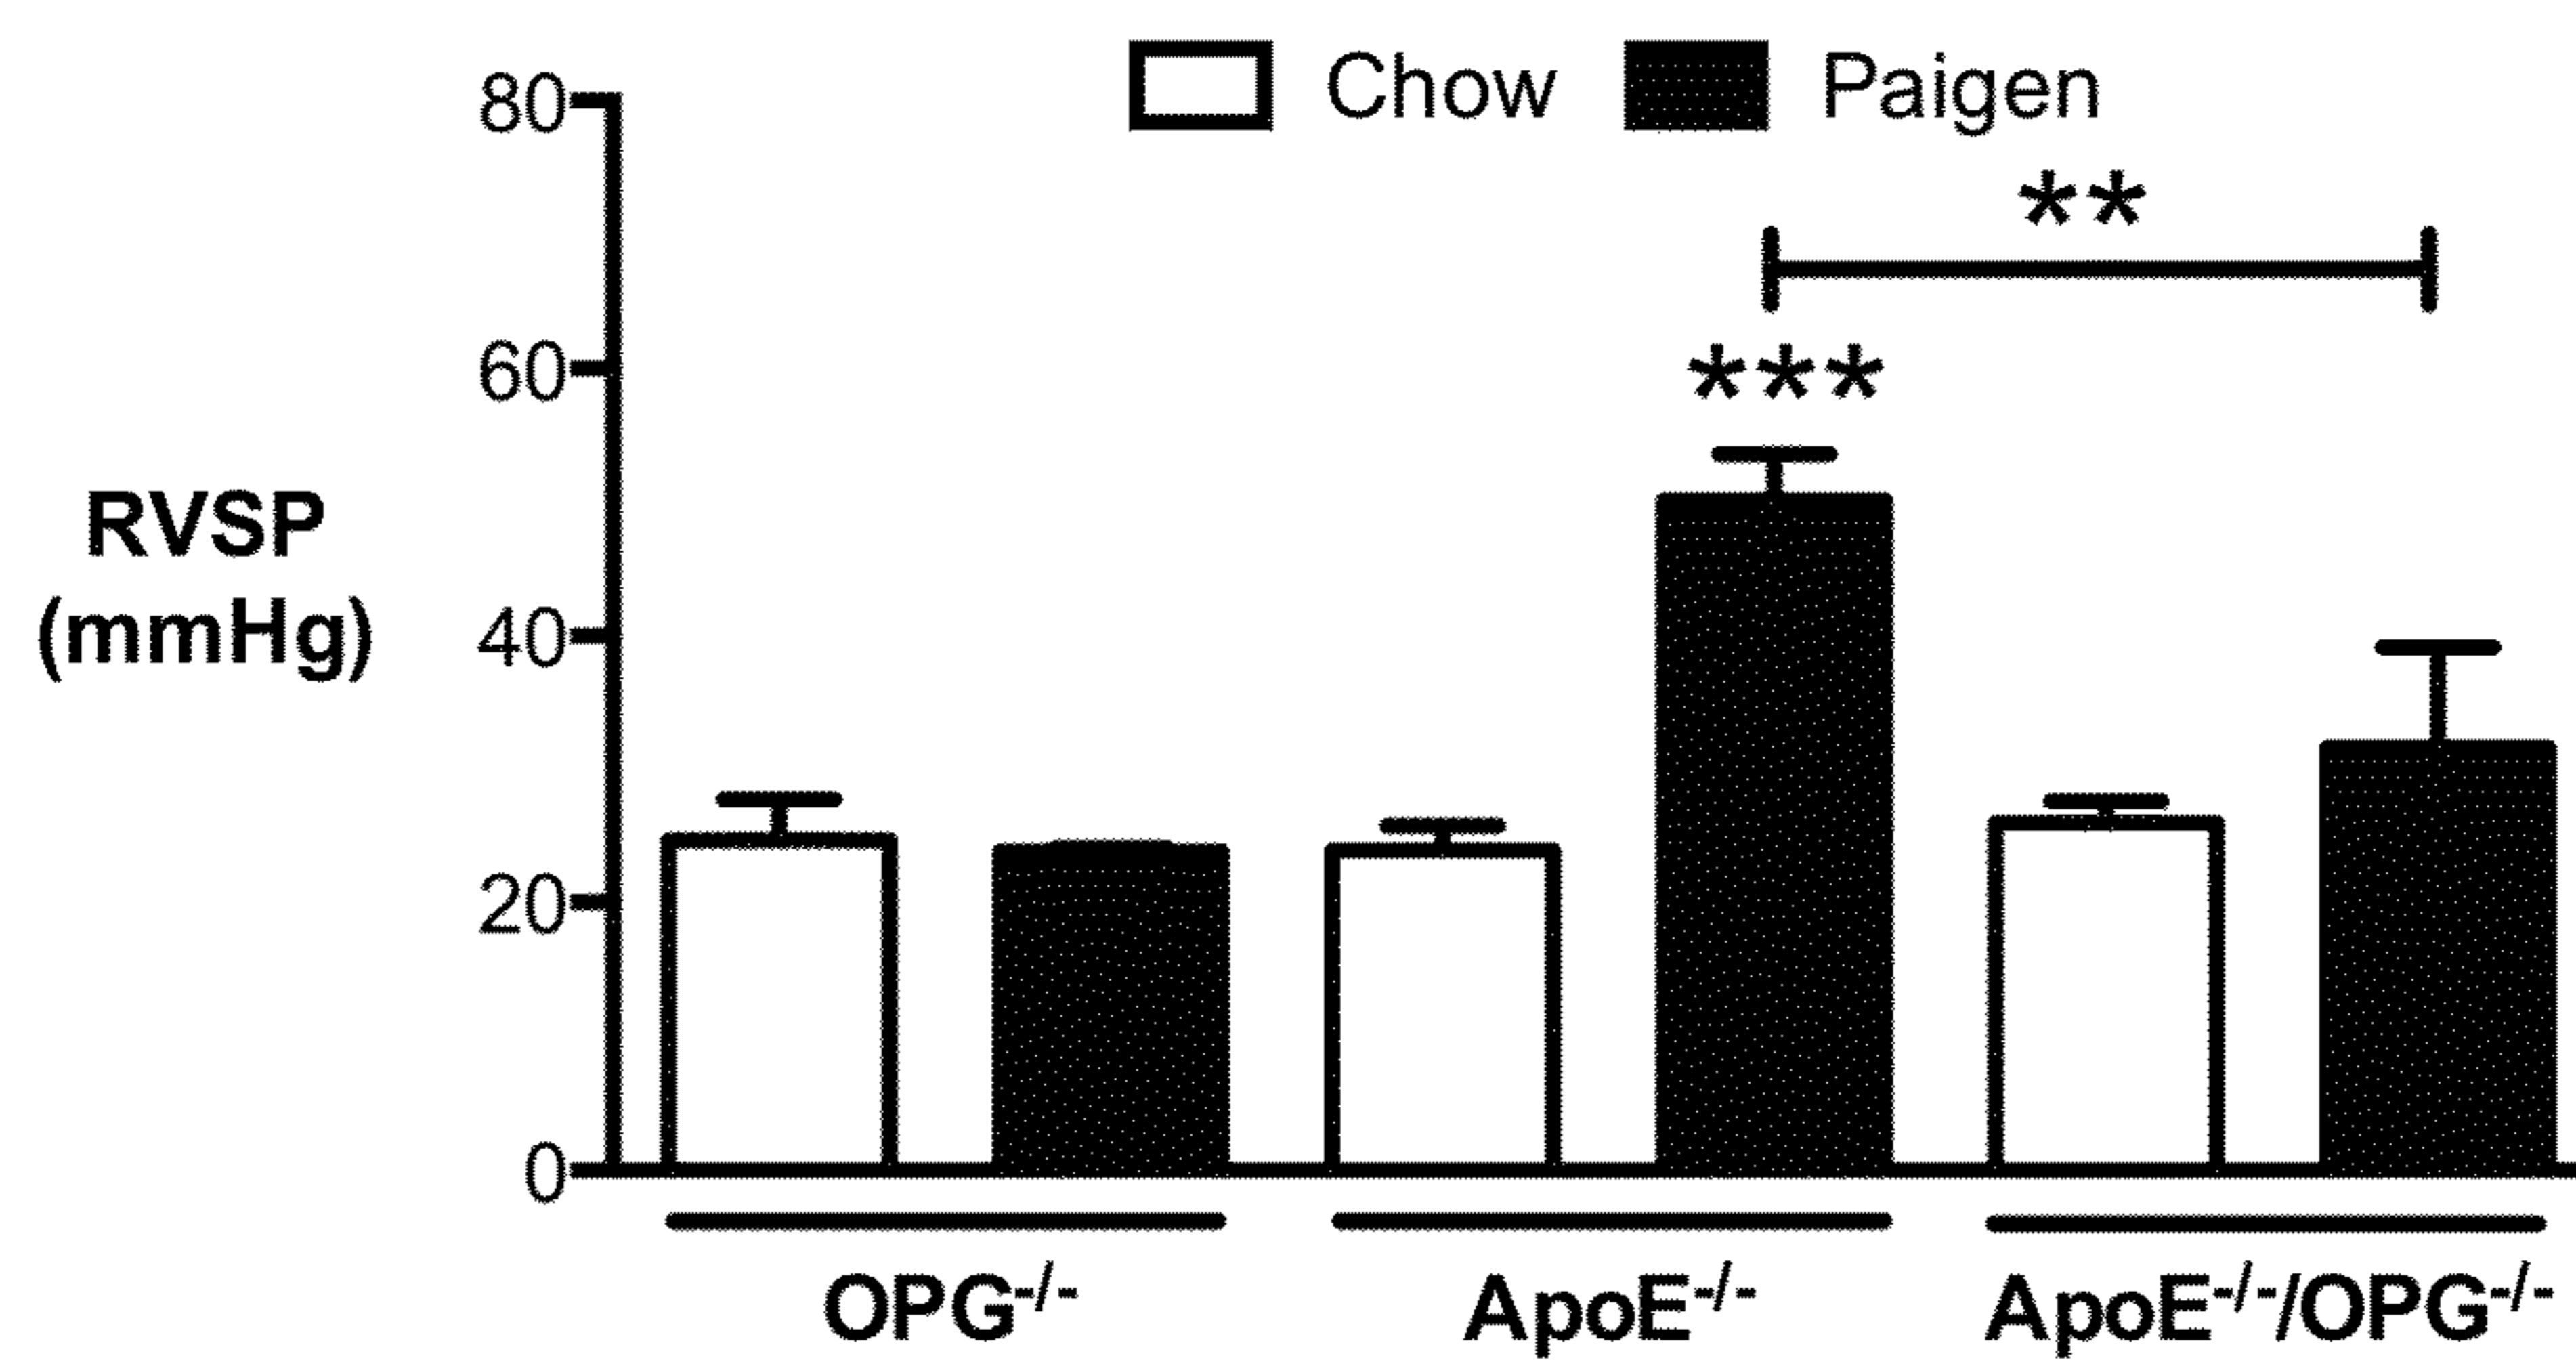 Chow Paigen
80
**
60
***
RVSP
(mmHg)
40
20
0
OPG-/- ApoE-/- ApoE-/-/OPG-/-